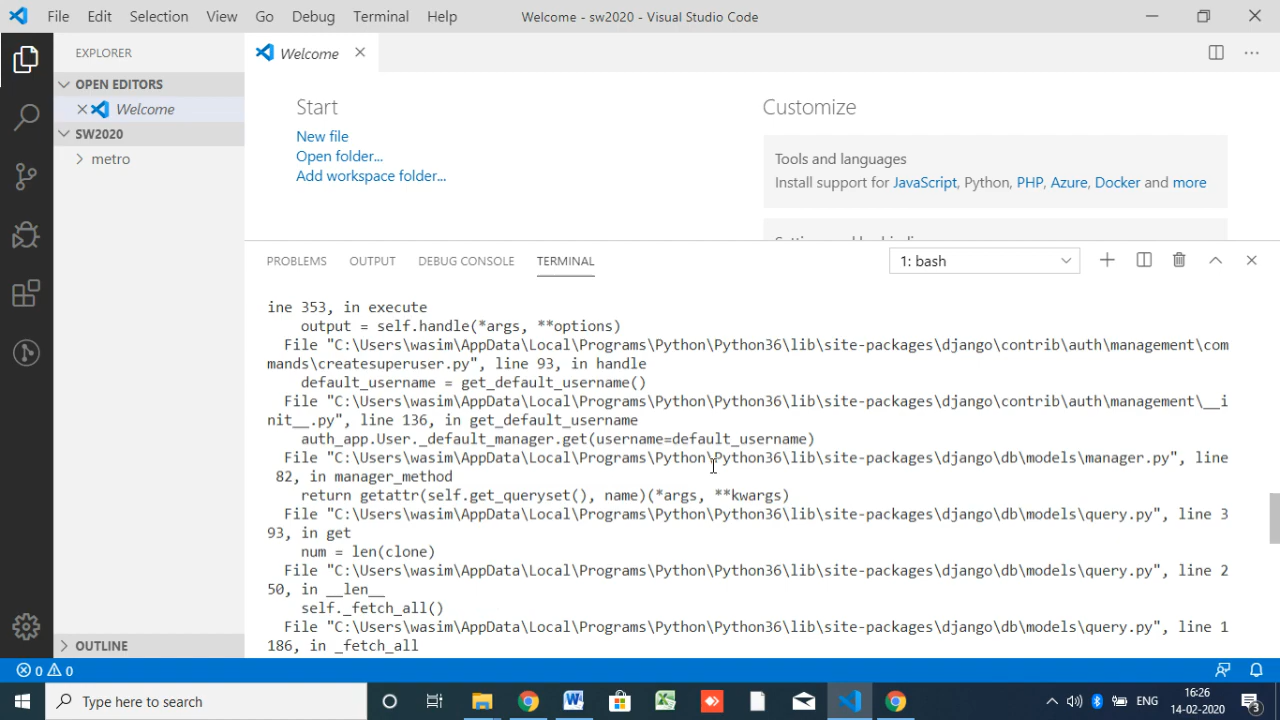 File Edit Selection View Go Debug Terminal Help Welcome - sw2020 - Visual Studio Code
EXPLORER
OPEN EDITORS
Welcome
SW2020
metro
OUTLINE
Welcome
Start
New file
Open folder...
Add workspace folder...
Customize
Tools and languages
Install support for JavaScript, Python, PHP, Azure, Docker and more
PROBLEMS OUTPUT DEBUG CONSOLE TERMINAL 1: bash
ine 353, in execute
output = self.handle(*args, **options)
File "C:\Users\wasim\AppData\Local\Programs\Python\Python36\lib\site-packages\django\contrib\auth\management\com
mands\createsuperuser.py", line 93, in handle
default_username = get_default_username()
File "C:\Users\wasim\AppData\Local\Programs\Python\Python36\lib\site-packages\django\contrib\auth\management\__i
nit__.py", line 136, in get_default_username
auth_app.User._default_manager.get(username=default_username)
File "C:\Users\wasim\AppData\Local\Programs\Python\Python36\lib\site-packages\django\db\models\manager.py", line
82, in manager_method
return getattr(self.get_queryset(), name)(*args, **kwargs)
File "C:\Users\wasim\AppData\Local\Programs\Python\Python36\lib\site-packages\django\db\models\query.py", line 3
93, in get
num = len(clone)
File "C:\Users\wasim\AppData\Local\Programs\Python\Python36\lib\site-packages\django\db\models\query.py", line 2
50, in __len__
self._fetch_all()
File "C:\Users\wasim\AppData\Local\Programs\Python\Python36\lib\site-packages\django\db\models\query.py", line 1
186, in _fetch_all
0 0
Type here to search
ENG
16:26
14-02-2020
3